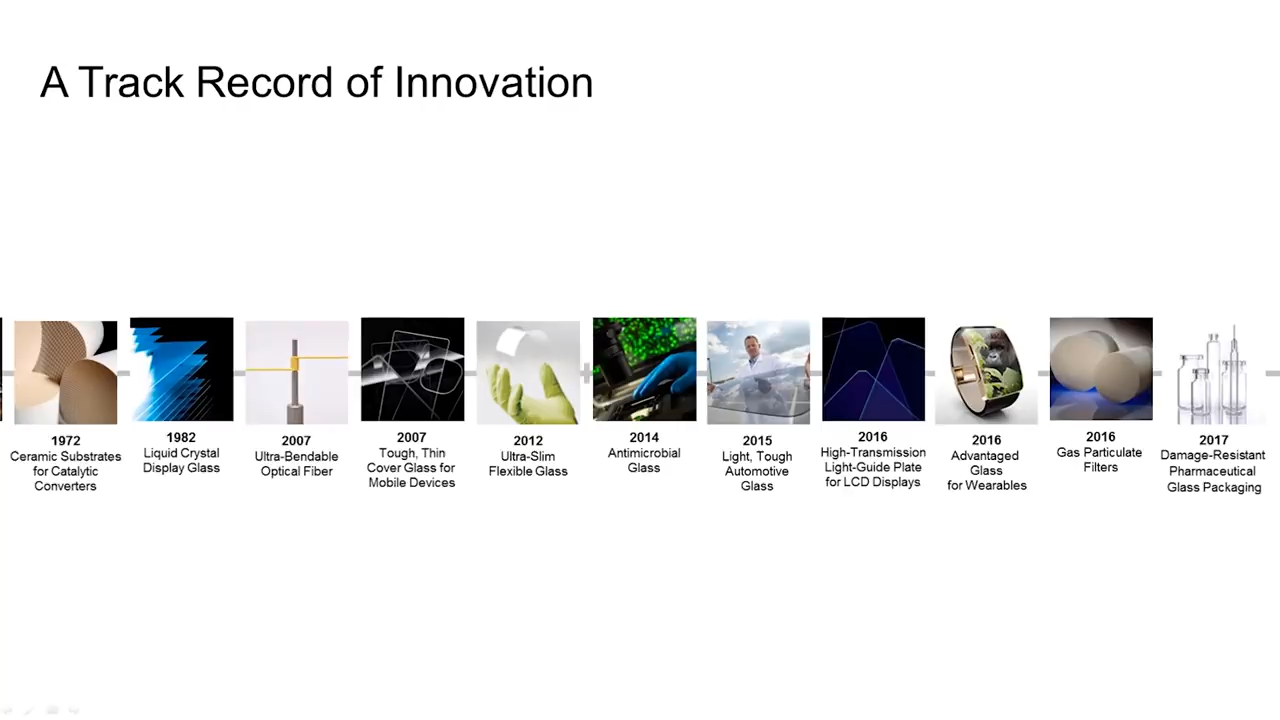 A Track Record of Innovation
1972
Ceramic Substrates
for Catalytic
Converters
1982
Liquid Crystal
Display Glass
2007
Ultra-Bendable
Optical Fiber
2007
Tough, Thin
Cover Glass for
Mobile Devices
2012
Ultra-Slim
Flexible Glass
2014
Antimicrobial
Glass
2015
Light, Tough
Automotive
Glass
2016
High-Transmission
Light-Guide Plate
for LCD Displays
2016
Advantaged
Glass
for Wearables
2016
Gas Particulate
Filters
2017
Damage-Resistant
Pharmaceutical
Glass Packaging